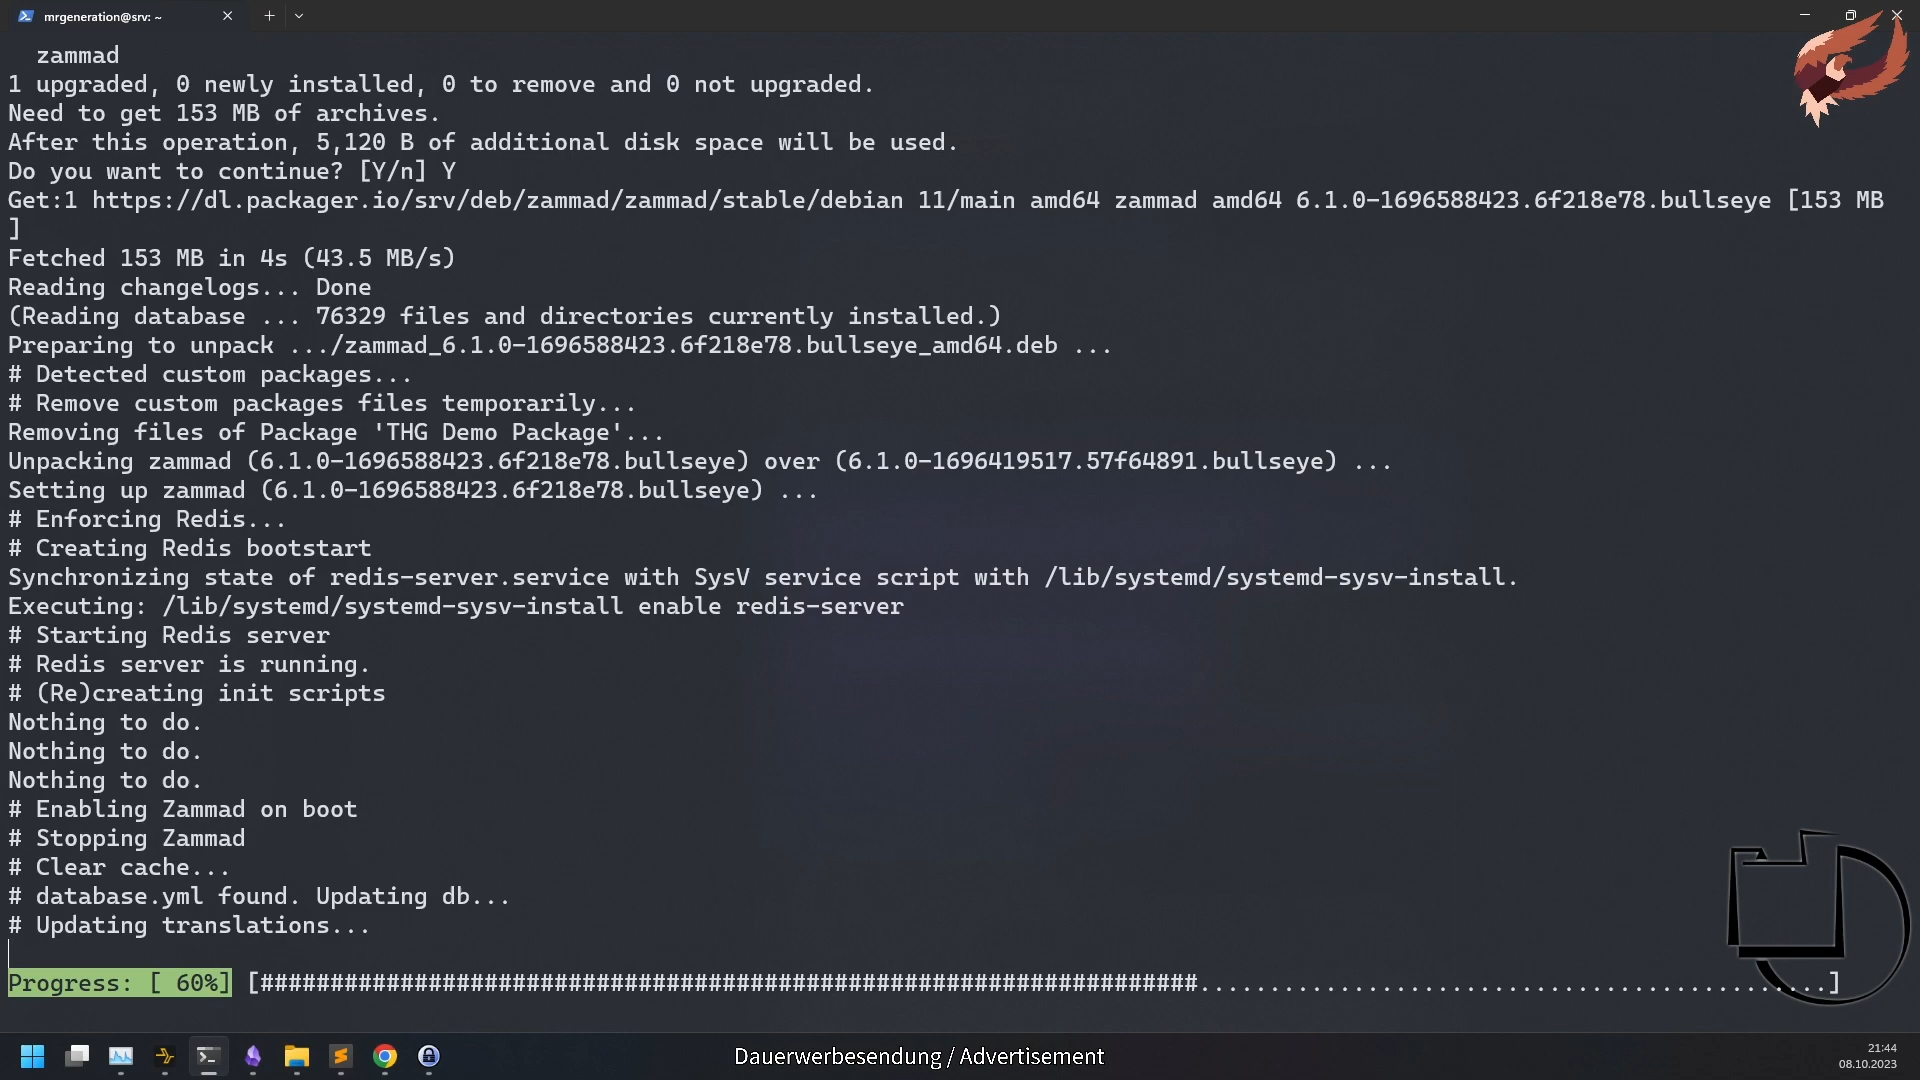 mrgeneration@srv: ~
zammad
1 upgraded, 0 newly installed, 0 to remove and 0 not upgraded.
Need to get 153 MB of archives.
After this operation, 5,120 B of additional disk space will be used.
Do you want to continue? [Y/n] Y
Get:1 https://dl.packager.io/srv/deb/zammad/zammad/stable/debian 11/main amd64 zammad amd64 6.1.0-1696588423.6f218e78.bullseye [153 MB
]
Fetched 153 MB in 4s (43.5 MB/s)
Reading changelogs... Done
(Reading database ... 76329 files and directories currently installed.)
Preparing to unpack .../zammad_6.1.0-1696588423.6f218e78.bullseye_amd64.deb ...
# Detected custom packages...
# Remove custom packages files temporarily...
Removing files of Package 'THG Demo Package'...
Unpacking zammad (6.1.0-1696588423.6f218e78.bullseye) over (6.1.0-1696419517.57f64891.bullseye) ...
Setting up zammad (6.1.0-1696588423.6f218e78.bullseye) ...
# Enforcing Redis...
# Creating Redis bootstart
Synchronizing state of redis-server.service with SysV service script with /lib/systemd/systemd-sysv-install.
Executing: /lib/systemd/systemd-sysv-install enable redis-server
# Starting Redis server
# Redis server is running.
# (Re)creating init scripts
Nothing to do.
Nothing to do.
Nothing to do.
# Enabling Zammad on boot
# Stopping Zammad
# Clear cache...
# database.yml found. Updating db...
# Updating translations...
Progress: [ 60%] [###################################################################.............................................]
Dauerwerbesendung / Advertisement
21:44
08.10.2023